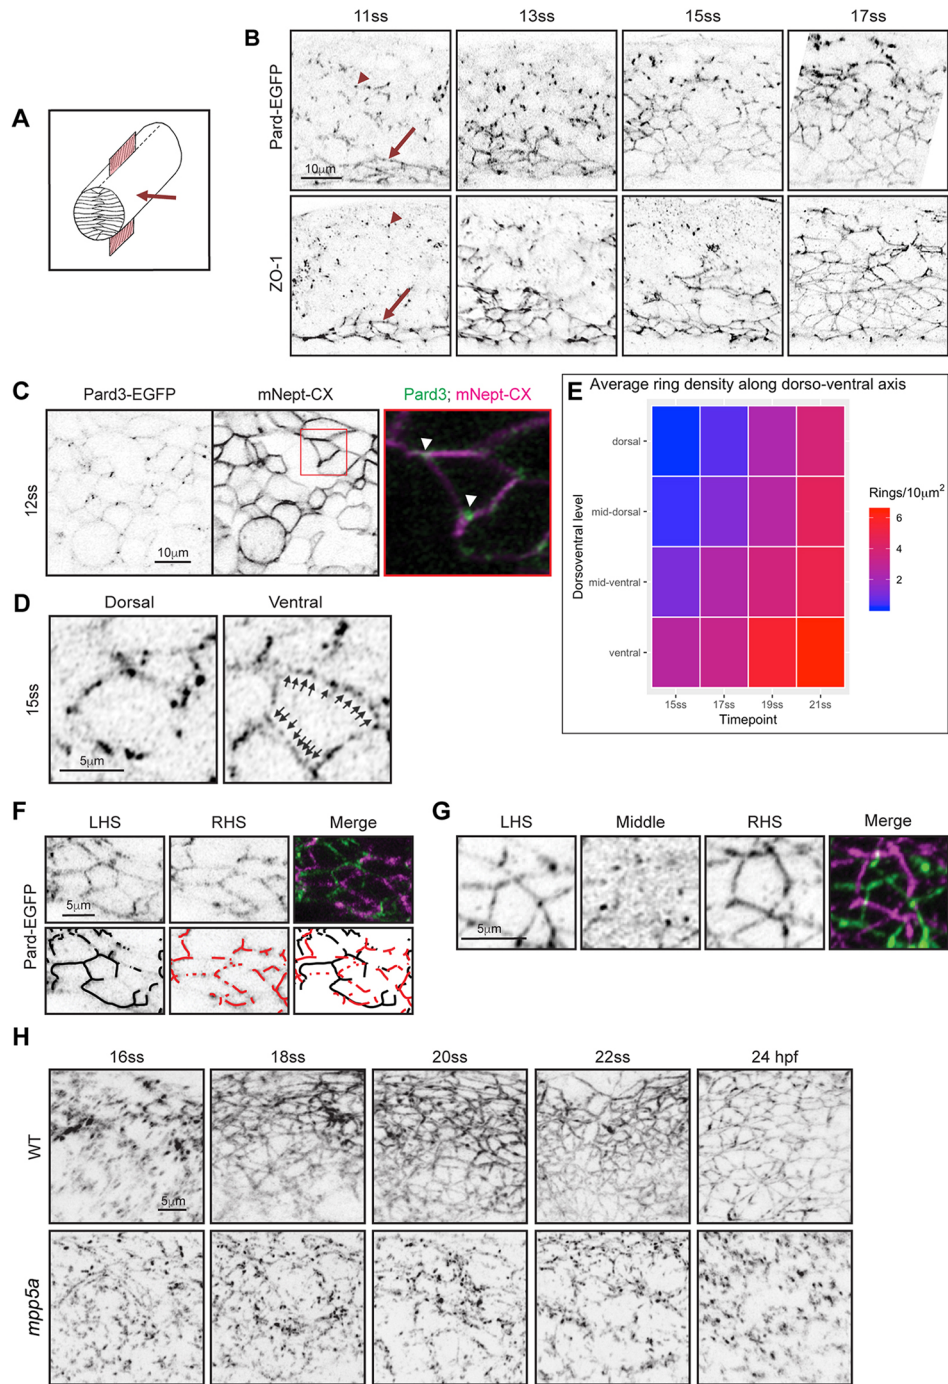 A
B
11ss 13ss 15ss 17ss
Pard-EGFP
10µm
ZO-1
C
Pard3-EGFP mNept-CX Pard3; mNept-CX
12ss
10µm
D
Dorsal Ventral
15ss
5µm
E
Average ring density along dorso-ventral axis
Dorsoventral level
dorsal
mid-dorsal
mid-ventral
ventral
15ss 17ss 19ss 21ss
Timepoint
Rings/10µm²
6
4
2
F
LHS RHS Merge
Pard-EGFP
5µm
G
LHS Middle RHS Merge
5µm
H
16ss 18ss 20ss 22ss 24 hpf
WT
5µm
mpp5a